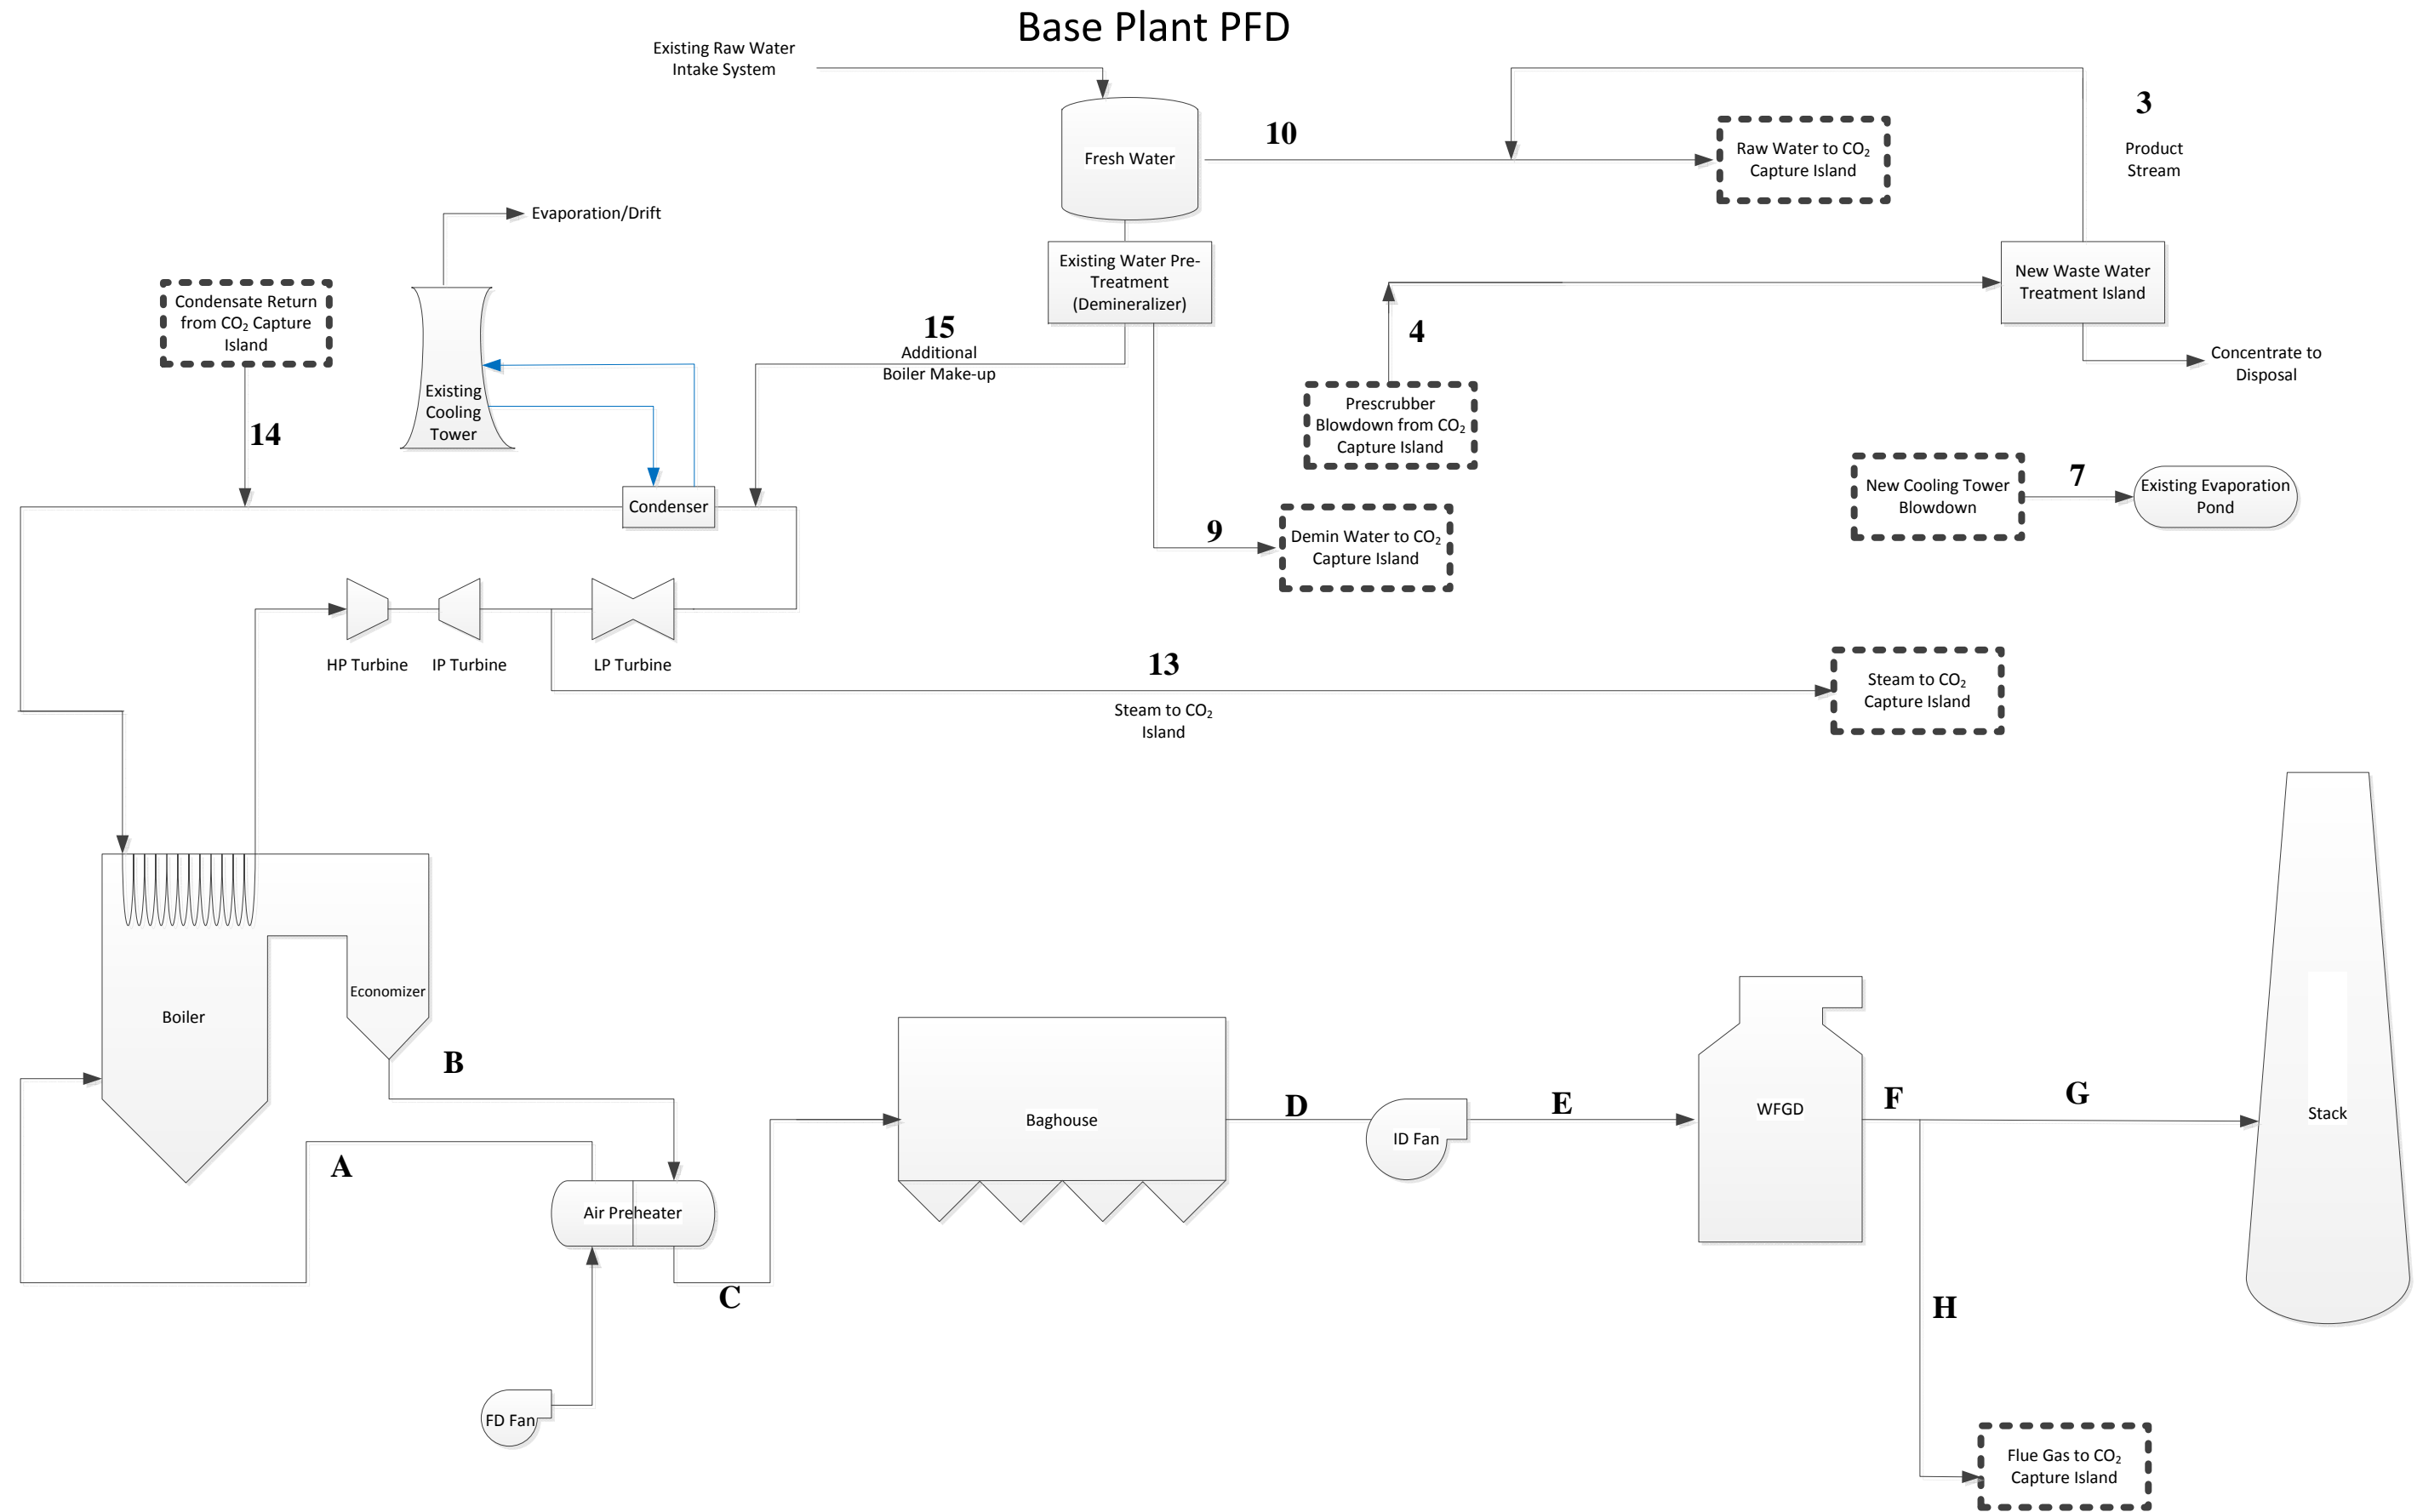 Base Plant PFD
Existing Raw Water
Intake System
3
10
Fresh Water
Raw Water to CO₂
Capture Island
Product
Stream
Evaporation/Drift
Existing Water Pre-
Treatment
(Demineralizer)
New Waste Water
Treatment Island
Condensate Return
from CO₂ Capture
Island
15
Additional
Boiler Make-up
4
Concentrate to
Disposal
Existing
Cooling
Tower
Prescrubber
Blowdown from CO₂
Capture Island
14
7
New Cooling Tower
Blowdown
Existing Evaporation
Pond
Condenser
9
Demin Water to CO₂
Capture Island
HP Turbine
IP Turbine
LP Turbine
13
Steam to CO₂
Island
Steam to CO₂
Capture Island
Economizer
Boiler
B
D
E
F
G
Baghouse
ID Fan
WFGD
Stack
A
Air Preheater
C
H
FD Fan
Flue Gas to CO₂
Capture Island